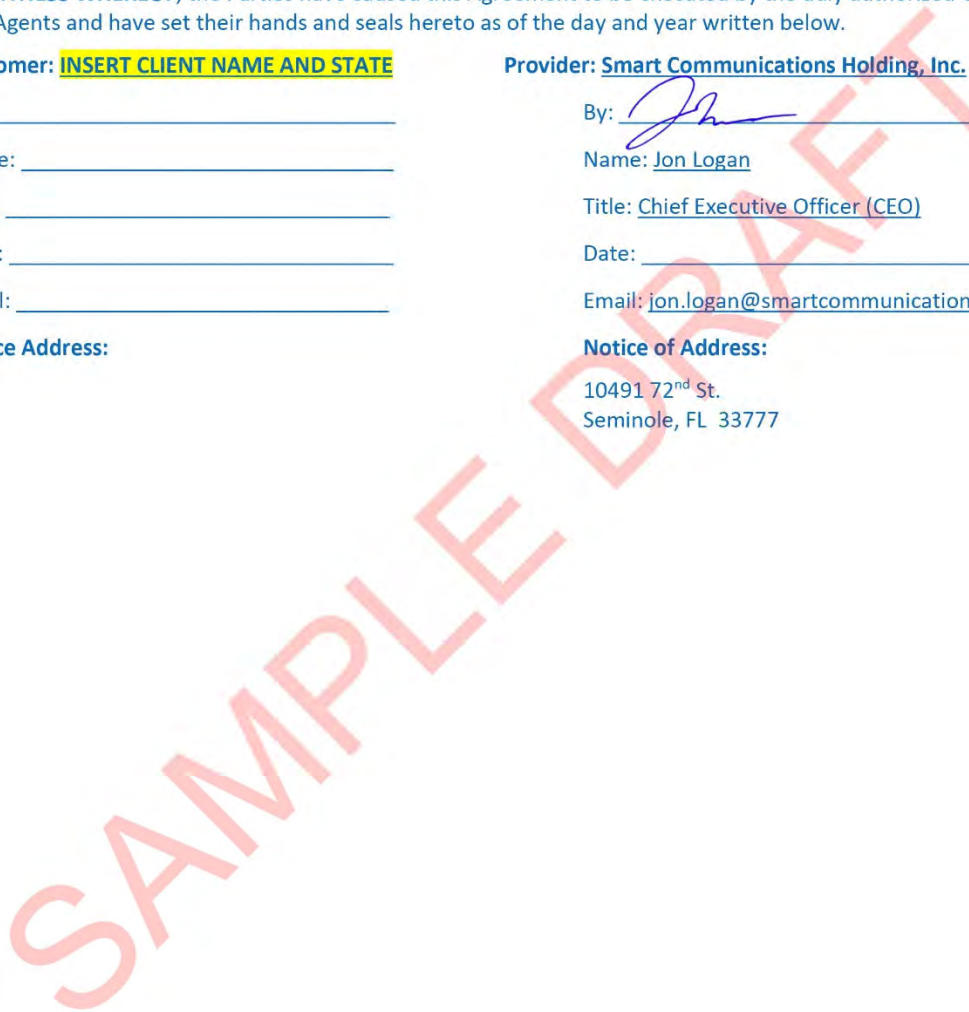 Agents and have set their hands and seals hereto as of the day and year written below.
omer: INSERT CLIENT NAME AND STATE
e:
:
l:
ce Address:
Provider: Smart Communications Holding, Inc.
By:
Name: Jon Logan
Title: Chief Executive Officer (CEO)
Date:
Email: jon.logan@smartcommunication
Notice of Address:
10491 72nd St.
Seminole, FL 33777
SAMPLE DRAFT